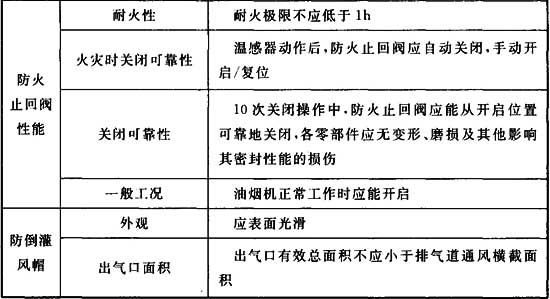 耐火性
耐火极限不应低于1h
火灾时关闭可靠性
温感器动作后,防火止回阀应自动关闭,手动开
启/复位
防火
止回阀
性能
关闭可靠性
10次关闭操作中,防火止回阀应能从开启位置
可靠地关闭,各零部件应无变形、磨损及其他影响
其密封性能的损伤
一般工况
油烟机正常工作时应能开启
防倒灌
风帽
外观
应表面光滑
出气口面积
出气口有效总面积不应小于排气道通风横截面
积